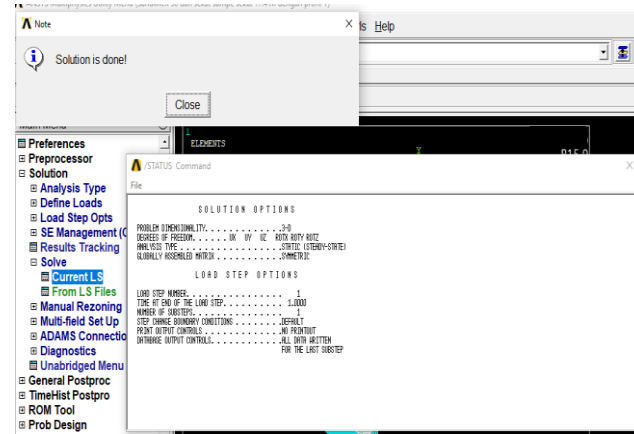 Note
Help
Solution is done!
Close
Preferences
Preprocessor
Solution
Analysis Type
Define Loads
Load Step Opts
SE Management (C
Results Tracking
Solve
Current LS
From LS Files
Manual Rezoning
Multi-field Set Up
ADAMS Connectio
Diagnostics
Unabridged Menu
General Postproc
TimeHist Postpro
ROM Tool
Prob Design
1
ELEMENTS
/STATUS Command
File
SOLUTION OPTIONS
PROBLEM DIMENSIONALITY. . . . . . . . . . . . .3-D
DEGREES OF FREEDOM. . . . . . UX UY UZ ROTX ROTY ROTZ
ANALYSIS TYPE . . . . . . . . . . . . . . . . .STATIC (STEADY-STATE)
GLOBALLY ASSEMBLED MATRIX . . . . . . . . . . .SYMMETRIC
LOAD STEP OPTIONS
LOAD STEP NUMBER. . . . . . . . . . . . . . . . 1
TIME AT END OF THE LOAD STEP. . . . . . . . . . 1.0000
NUMBER OF SUBSTEPS. . . . . . . . . . . . . . . 1
STEP CHANGE BOUNDARY CONDITIONS . . . . . . . .DEFAULT
PRINT OUTPUT CONTROLS . . . . . . . . . . . . .NO PRINTOUT
DATABASE OUTPUT CONTROLS. . . . . . . . . . . .ALL DATA WRITTEN
FOR THE LAST SUBSTEP